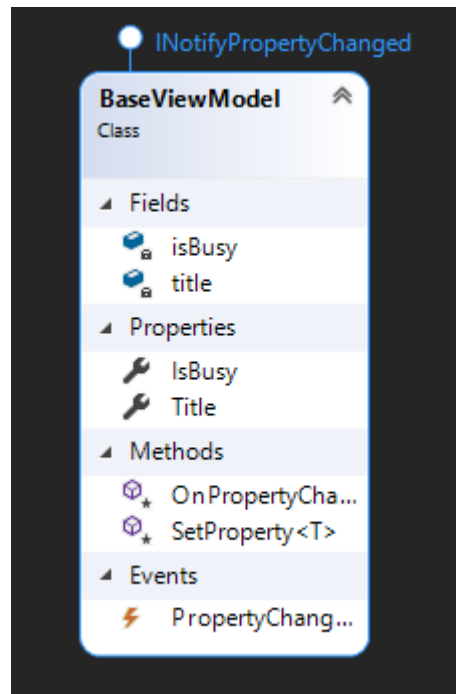 INotifyPropertyChanged
BaseViewModel
Class
Fields
isBusy
title
Properties
IsBusy
Title
Methods
OnPropertyCha...
SetProperty<T>
Events
PropertyChang...